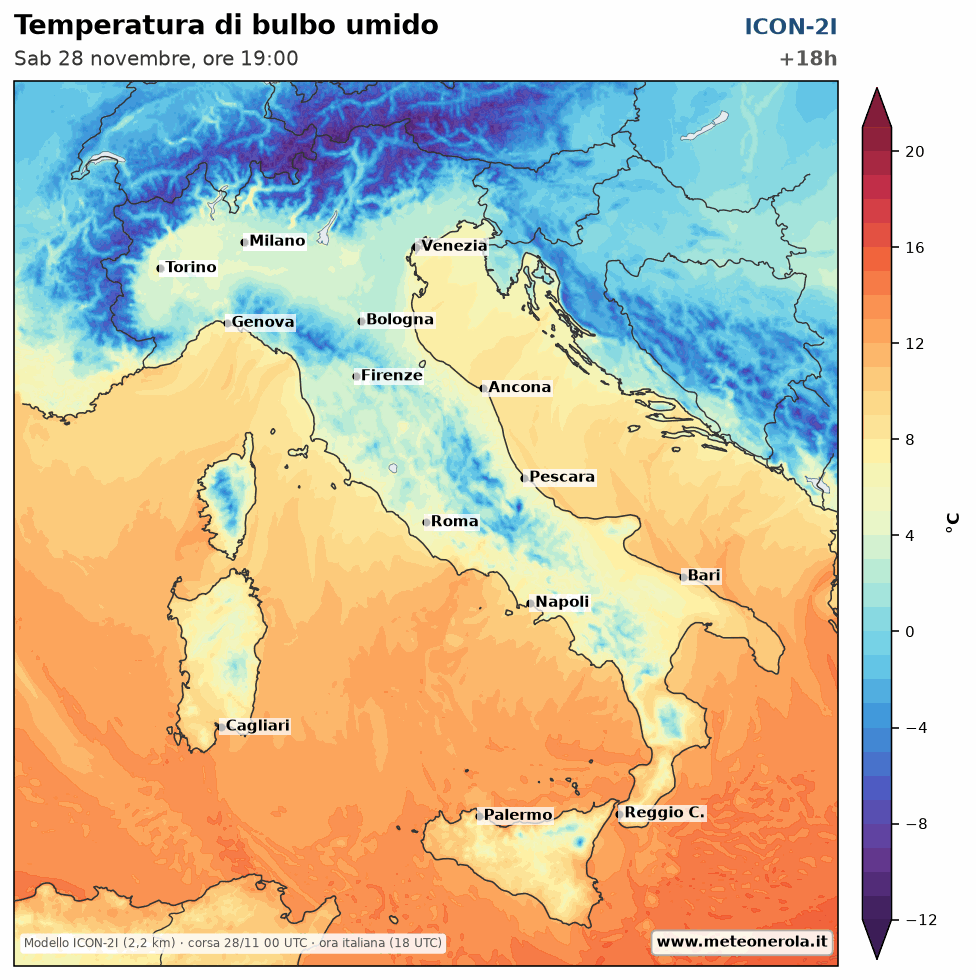 Temperatura di bulbo umido
ICON-2I
Sab 28 novembre, ore 19:00
+18h
Milano
Venezia
Torino
Genova
Bologna
Firenze
Ancona
Pescara
Roma
Bari
Napoli
Cagliari
Palermo
Reggio C.
20
16
12
8
4
0
−4
−8
−12
°C
Modello ICON-2I (2,2 km) · corsa 28/11 00 UTC · ora italiana (18 UTC)
www.meteonerola.it